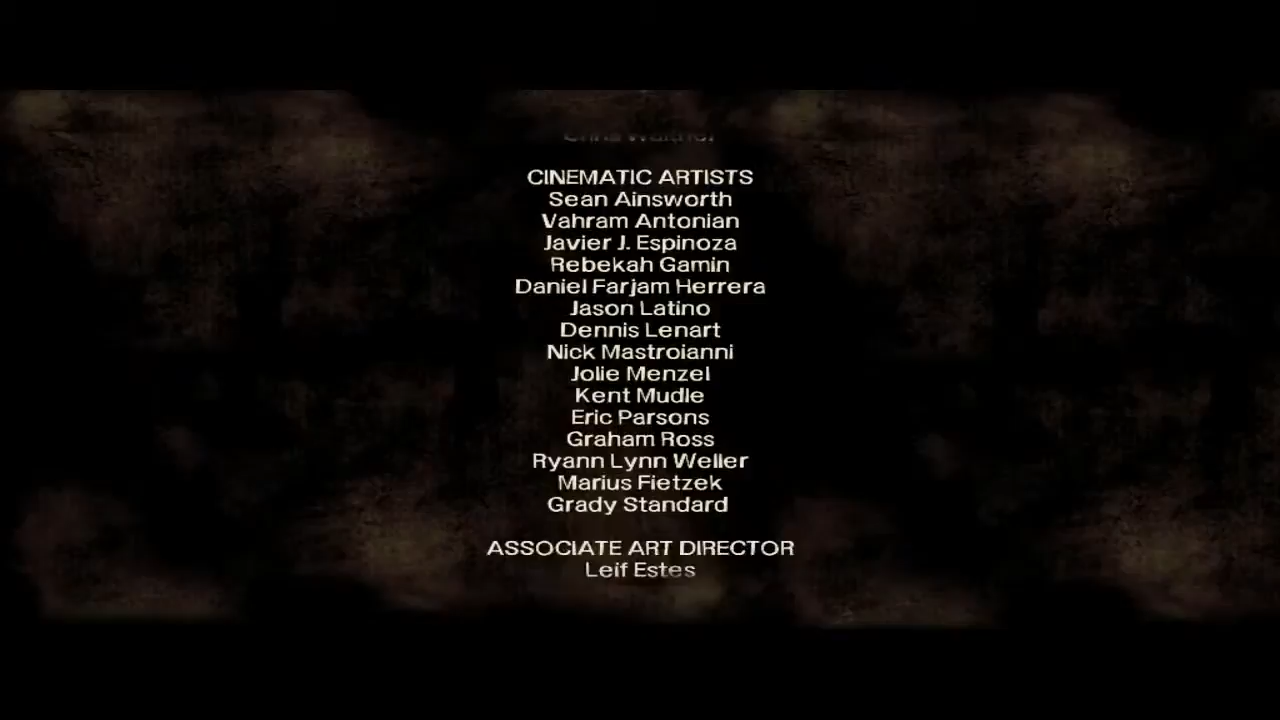 CINEMATIC ARTISTS
Sean Ainsworth
Vahram Antonian
Javier J. Espinoza
Rebekah Gamin
Daniel Farjam Herrera
Jason Latino
Dennis Lenart
Nick Mastroianni
Jolie Menzel
Kent Mudle
Eric Parsons
Graham Ross
Ryann Lynn Weller
Marius Fietzek
Grady Standard
ASSOCIATE ART DIRECTOR
Leif Estes